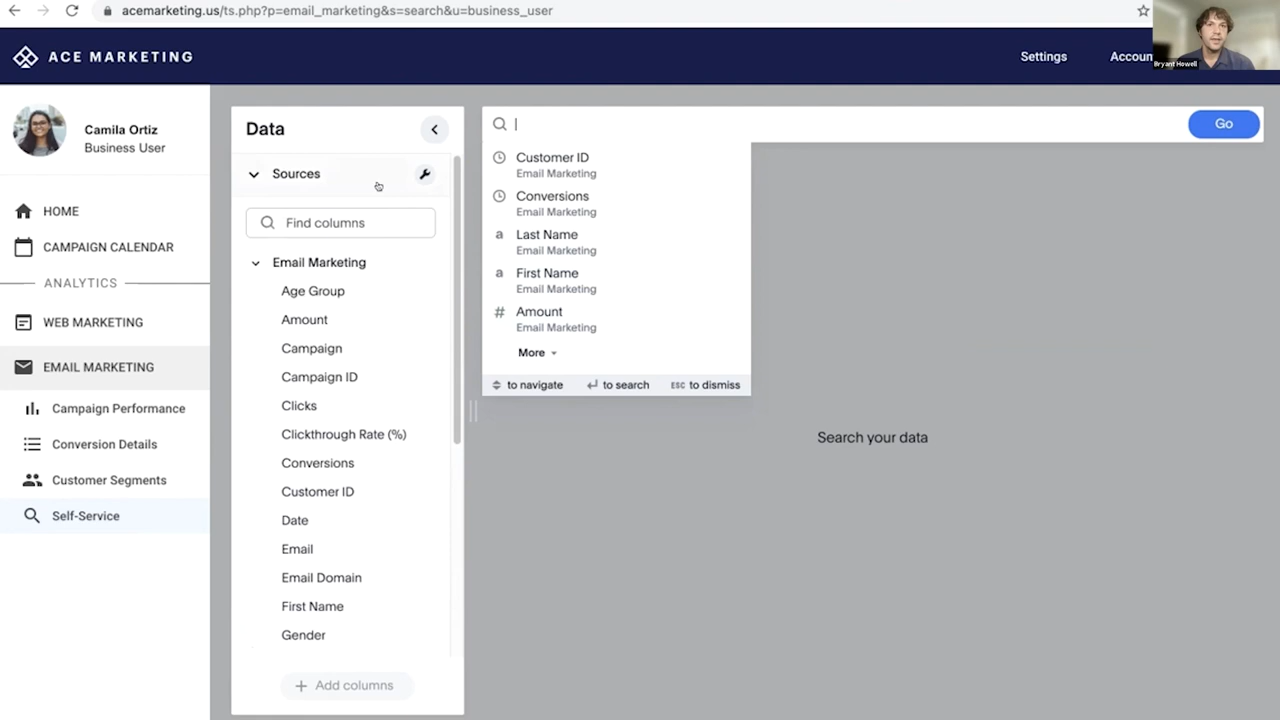 acemarketing.us/ts.php?p=email_marketing&s=search&u=business_user
ACE MARKETING
Settings
Accoun
Bryant Howell
Camila Ortiz
Business User
HOME
CAMPAIGN CALENDAR
ANALYTICS
WEB MARKETING
EMAIL MARKETING
Campaign Performance
Conversion Details
Customer Segments
Self-Service
Data
Sources
Find columns
Email Marketing
Age Group
Amount
Campaign
Campaign ID
Clicks
Clickthrough Rate (%)
Conversions
Customer ID
Date
Email
Email Domain
First Name
Gender
+ Add columns
Go
Customer ID
Email Marketing
Conversions
Email Marketing
a Last Name
Email Marketing
a First Name
Email Marketing
# Amount
Email Marketing
More
to navigate
to search
ESC to dismiss
Search your data